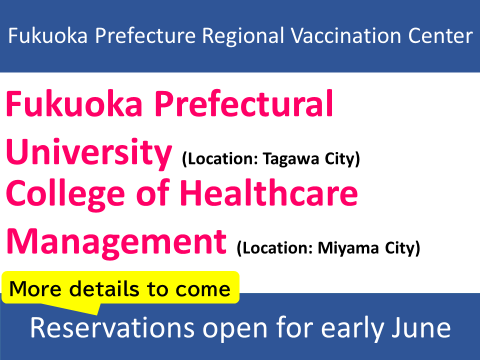 Fukuoka Prefecture Regional Vaccination Center
Fukuoka Prefectural
University (Location: Tagawa City)
College of Healthcare
Management (Location: Miyama City)
More details to come
Reservations open for early June